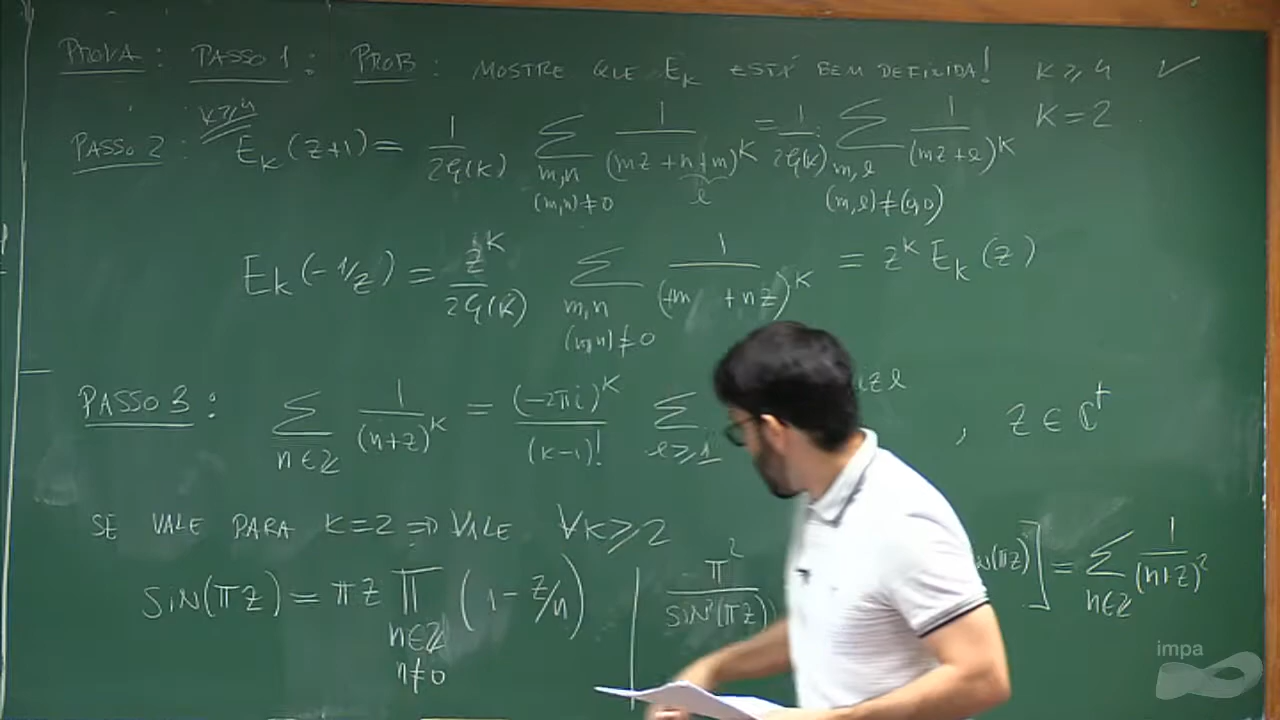 PROVA: PASSO 1: PROB: MOSTRE QUE E_K ESTÁ BEM DEFINIDA! K ≥ 4 ✓
K = 2
K ≥ 4
PASSO 2: E_K(z+1) = 1/(2ζ(K)) Σ_{m,n (m,n)≠0} 1/(mz+n+m)^K = 1/(2ζ(K)) Σ_{m,ℓ (m,ℓ)≠(0,0)} 1/(mz+ℓ)^K
ℓ
E_K(-1/z) = z^K/(2ζ(K)) Σ_{m,n (m,n)≠0} 1/(+m +nz)^K = z^K E_K(z)
PASSO 3: Σ_{n∈ℤ} 1/(n+z)^K = (-2πi)^K/(K-1)! Σ_{ℓ≥1} zℓ, z ∈ ℂ^+
SE VALE PARA K=2 ⇒ VALE ∀K≥2
SIN(πz) = πz ∏_{n∈ℤ n≠0} (1 - z/n) | π²/SIN²(πz) (πz)] = Σ_{n∈ℤ} 1/(n+z)²
impa